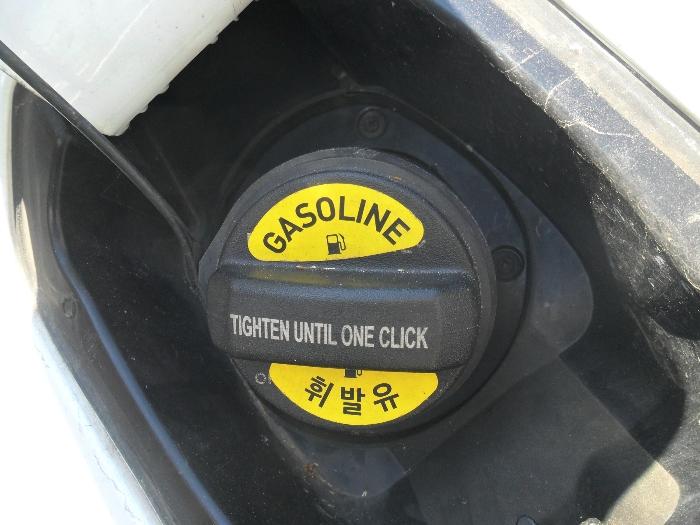 GASOLINE
TIGHTEN UNTIL ONE CLICK
휘발유